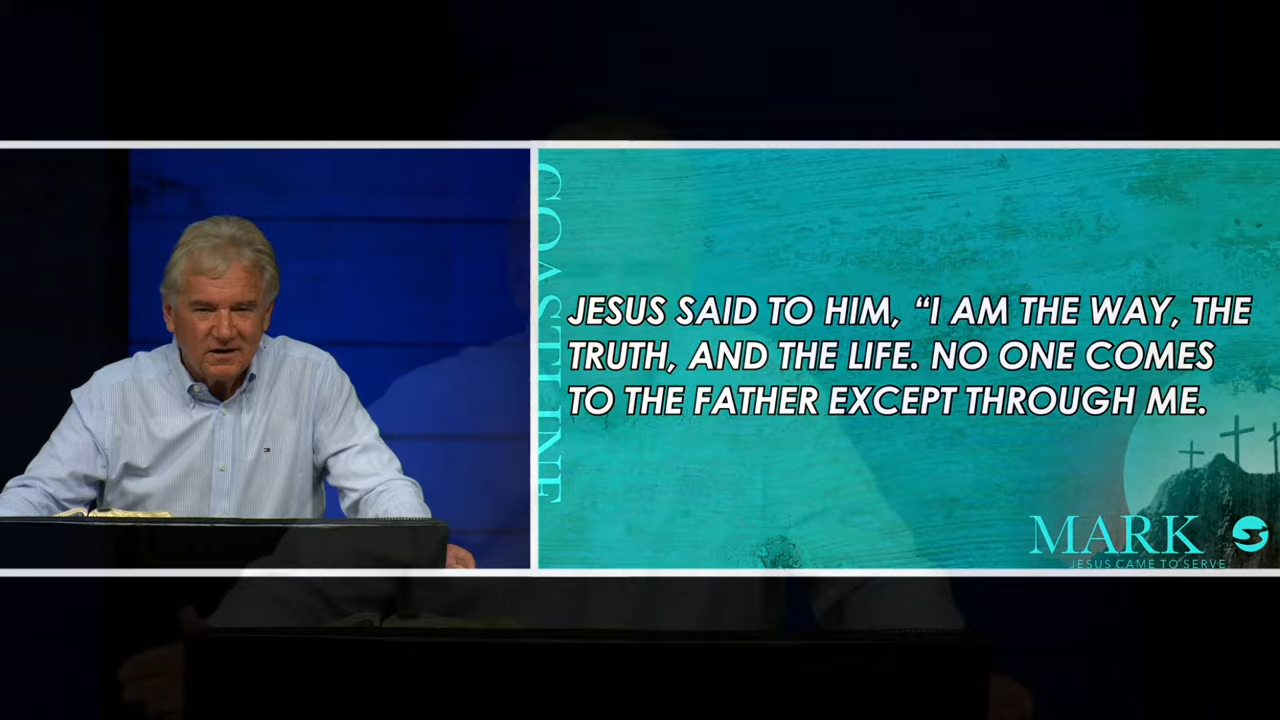 COASTLINE
JESUS SAID TO HIM, “I AM THE WAY, THE
TRUTH, AND THE LIFE. NO ONE COMES
TO THE FATHER EXCEPT THROUGH ME.
MARK
JESUS CAME TO SERVE